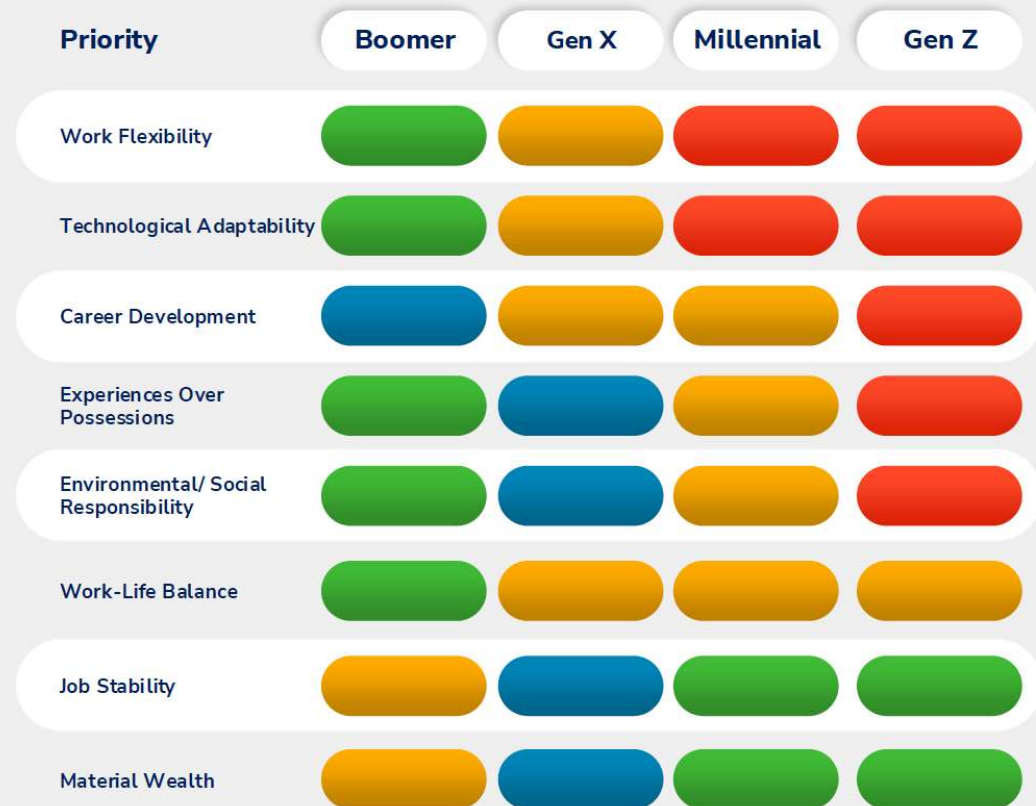 Priority Boomer Gen X Millennial Gen Z
Work Flexibility
Technological Adaptability
Career Development
Experiences Over
Possessions
Environmental/ Social
Responsibility
Work-Life Balance
Job Stability
Material Wealth